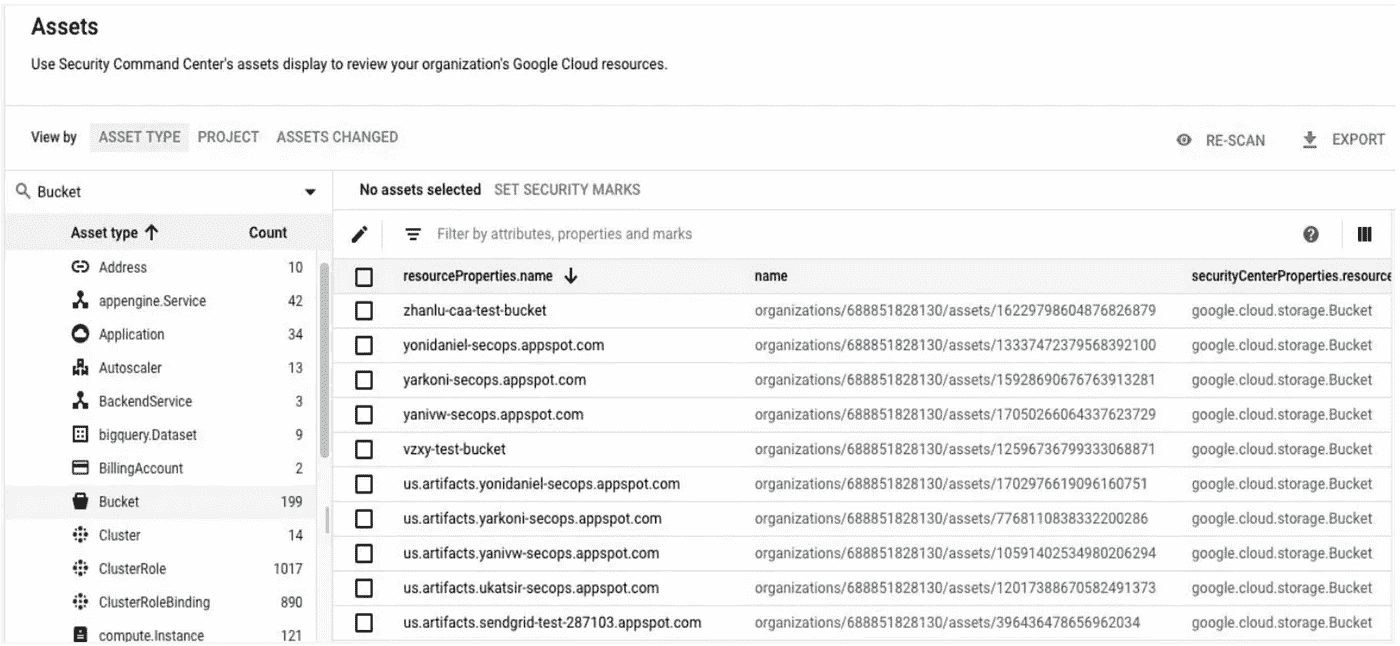 Assets
Use Security Command Center's assets display to review your organization's Google Cloud resources.
View by ASSET TYPE PROJECT ASSETS CHANGED RE-SCAN EXPORT
Bucket
No assets selected SET SECURITY MARKS
Asset type Count
Filter by attributes, properties and marks
Address 10
appengine.Service 42
Application 34
Autoscaler 13
BackendService 3
bigquery.Dataset 9
BillingAccount 2
Bucket 199
Cluster 14
ClusterRole 1017
ClusterRoleBinding 890
compute.Instance 121
resourceProperties.name name securityCenterProperties.resource
zhanlu-caa-test-bucket organizations/688851828130/assets/16229798604876826879 google.cloud.storage.Bucket
yonidaniel-secops.appspot.com organizations/688851828130/assets/13337472379568392100 google.cloud.storage.Bucket
yarkoni-secops.appspot.com organizations/688851828130/assets/15928690676763913281 google.cloud.storage.Bucket
yanivw-secops.appspot.com organizations/688851828130/assets/17050266064337623729 google.cloud.storage.Bucket
vzxy-test-bucket organizations/688851828130/assets/12596736799333068871 google.cloud.storage.Bucket
us.artifacts.yonidaniel-secops.appspot.com organizations/688851828130/assets/1702976619096160751 google.cloud.storage.Bucket
us.artifacts.yarkoni-secops.appspot.com organizations/688851828130/assets/7768110838332200286 google.cloud.storage.Bucket
us.artifacts.yanivw-secops.appspot.com organizations/688851828130/assets/10591402534980206294 google.cloud.storage.Bucket
us.artifacts.ukatsir-secops.appspot.com organizations/688851828130/assets/12017388670582491373 google.cloud.storage.Bucket
us.artifacts.sendgrid-test-287103.appspot.com organizations/688851828130/assets/396436478656962034 google.cloud.storage.Bucket